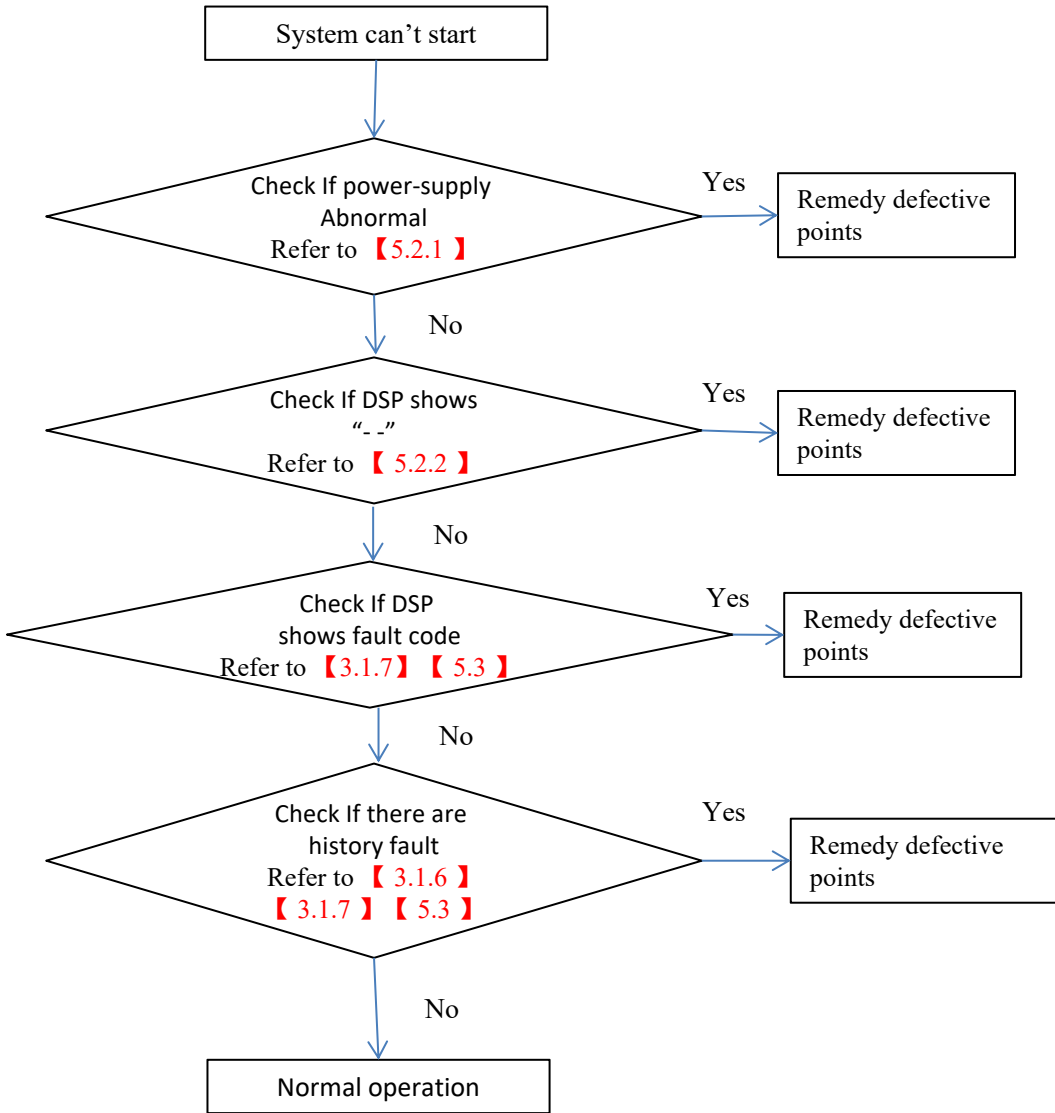 System can’t start
Check If power-supply
Abnormal
Refer to 【5.2.1 】
Yes
Remedy defective
points
No
Check If DSP shows
“- -”
Refer to 【 5.2.2 】
Yes
Remedy defective
points
No
Check If DSP
shows fault code
Refer to 【3.1.7】 【 5.3 】
Yes
Remedy defective
points
No
Check If there are
history fault
Refer to 【 3.1.6 】
【 3.1.7 】 【 5.3 】
Yes
Remedy defective
points
No
Normal operation